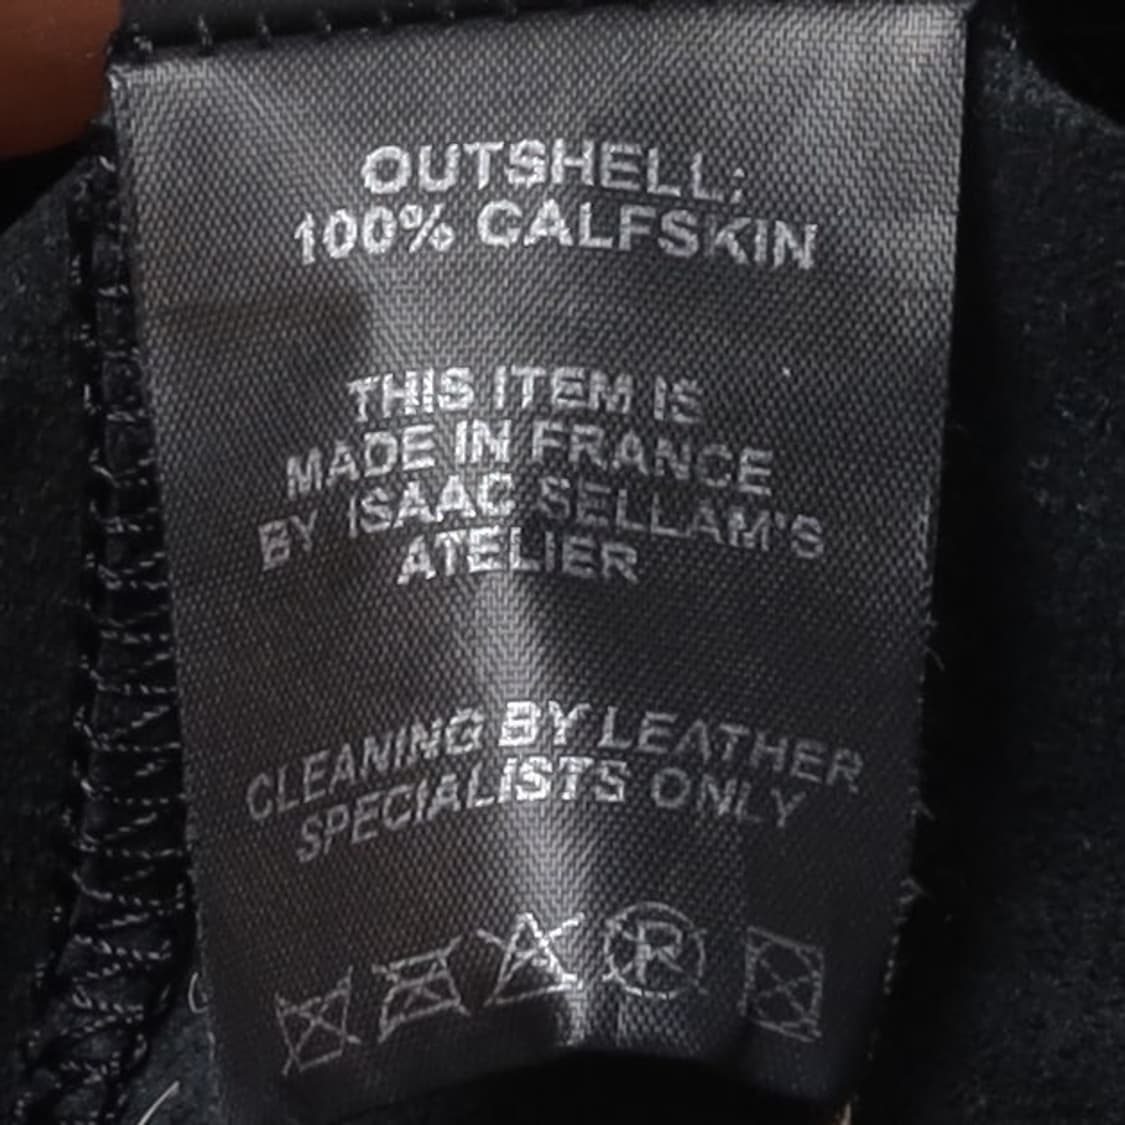 OUTSHELL:
100% CALFSKIN
THIS ITEM IS
MADE IN FRANCE
BY ISAAC SELLAM'S
ATELIER
CLEANING BY LEATHER
SPECIALISTS ONLY
P